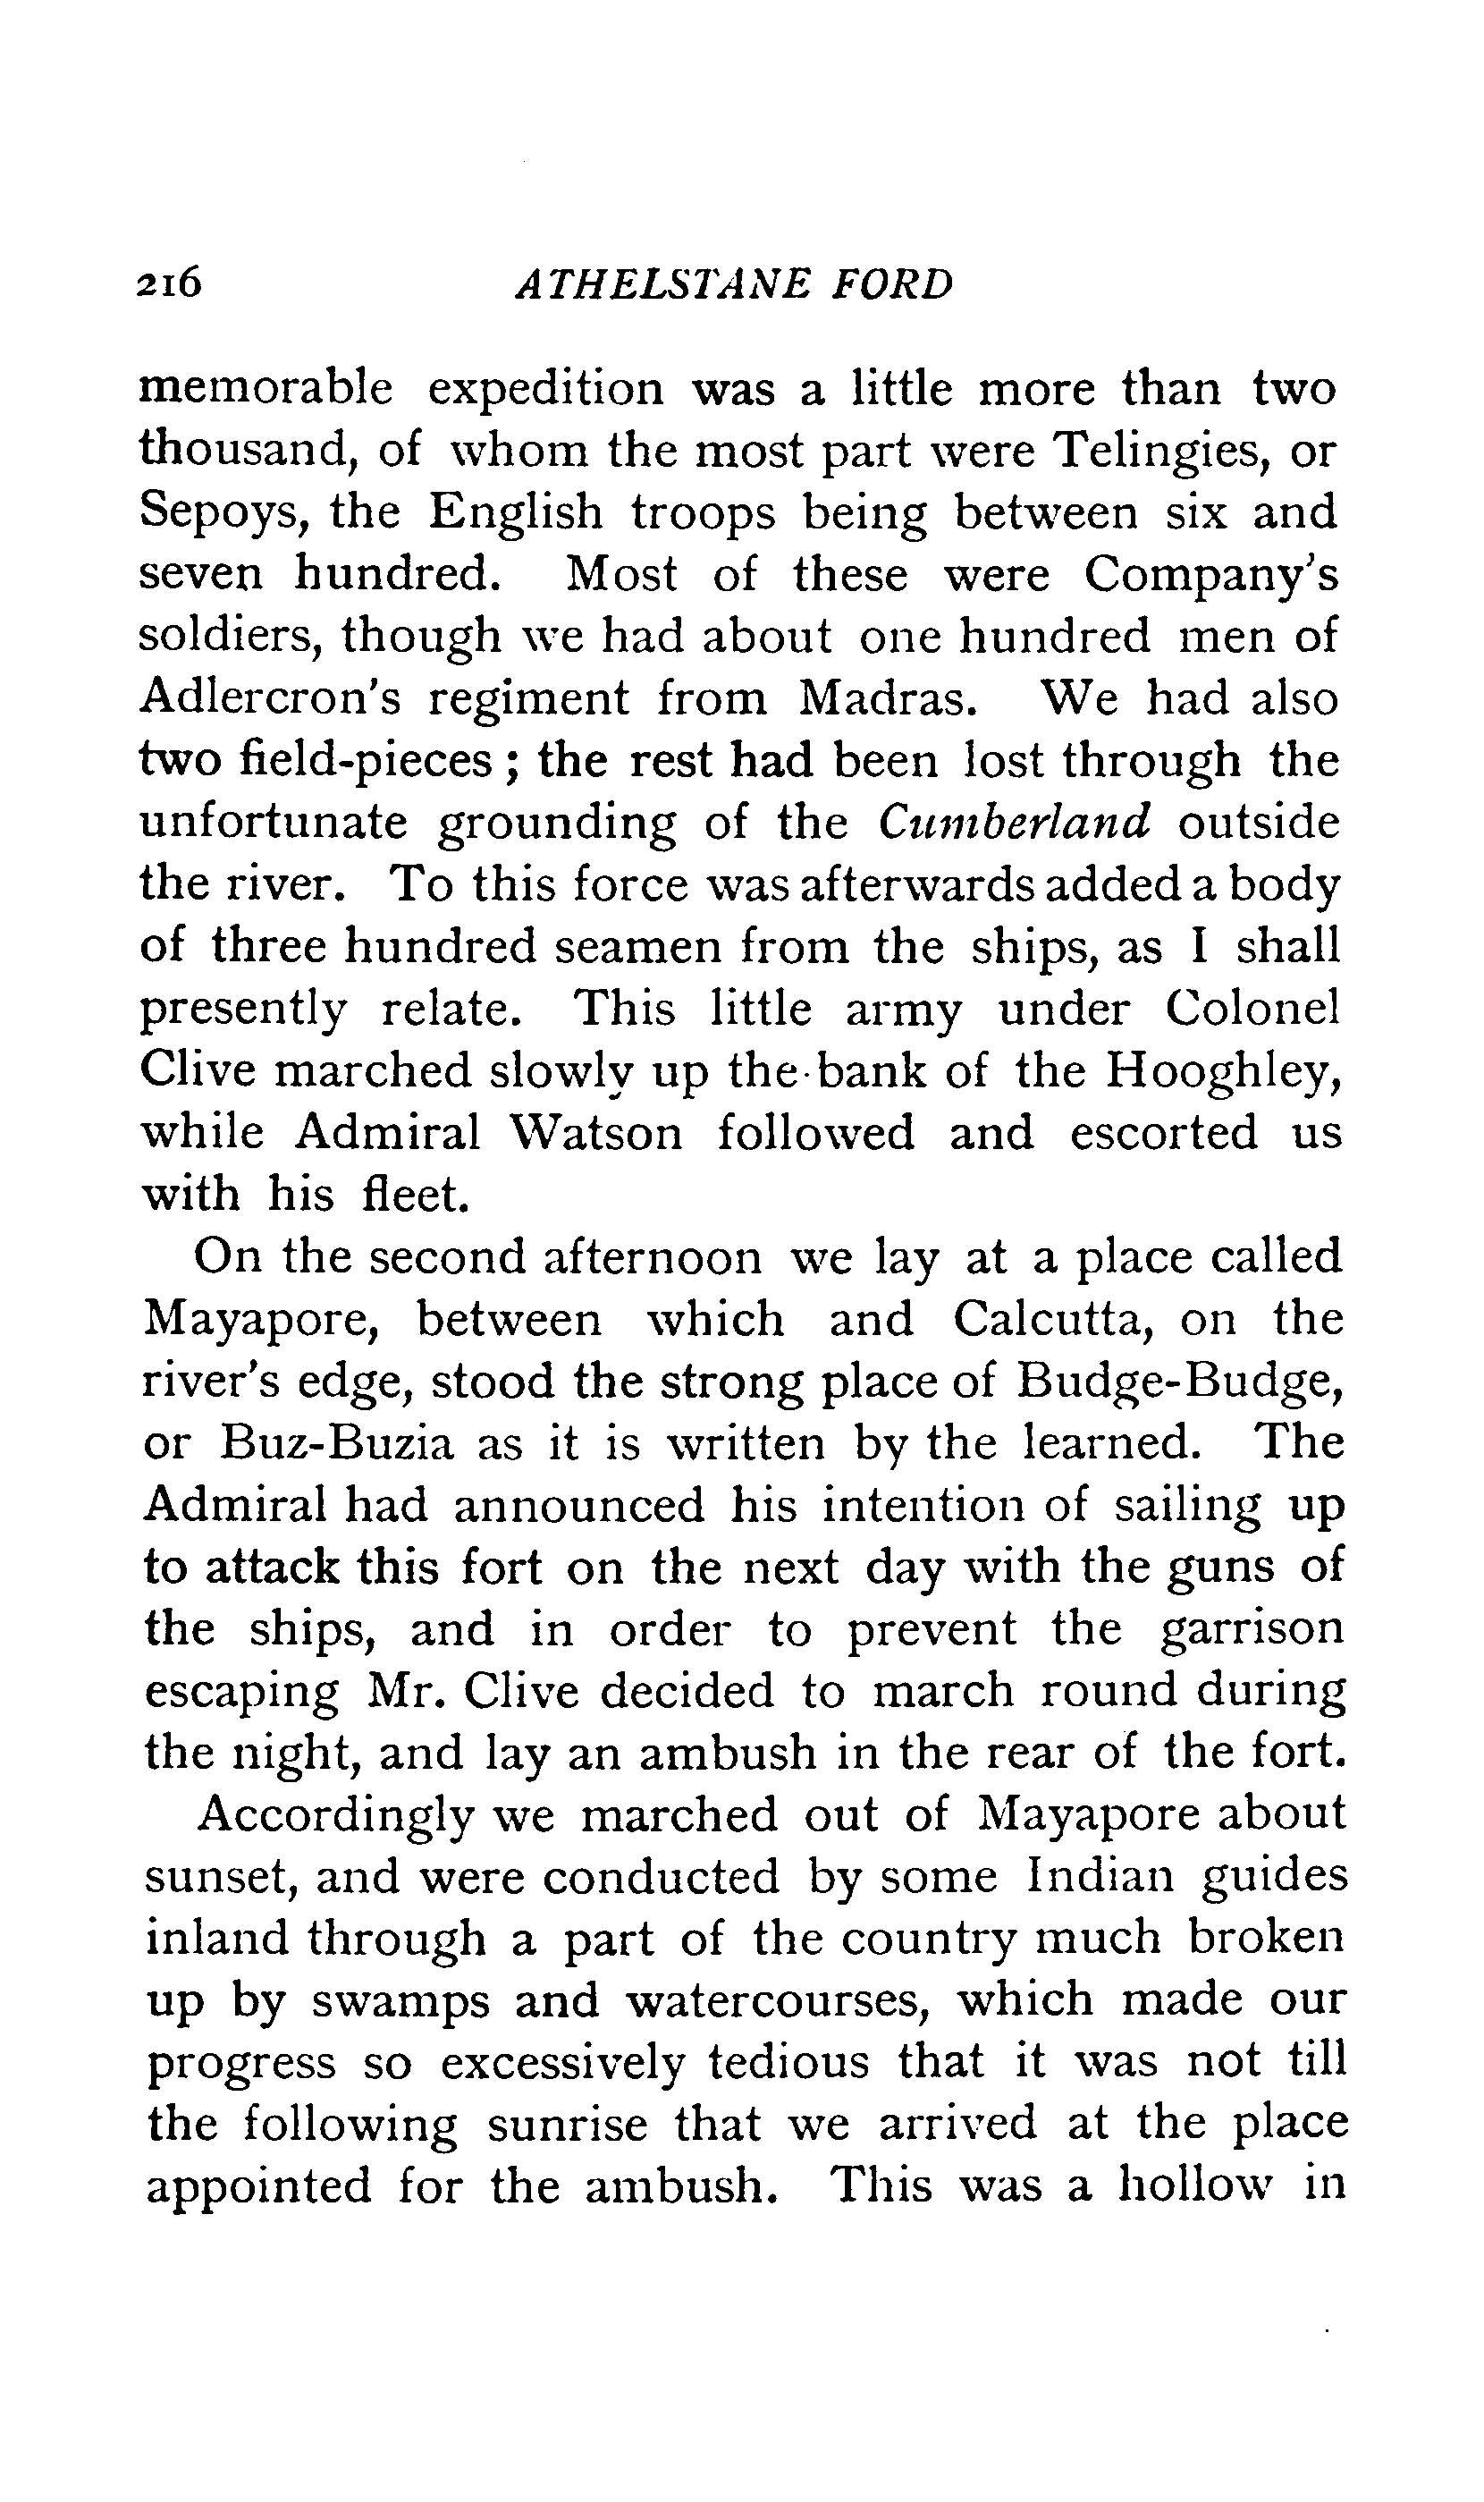 216 ATHELSTANE FORD
memorable expedition was a little more than two
thousand, of whom the most part were Telingies, or
Sepoys, the English troops being between six and
seven hundred. Most of these were Company's
soldiers, though we had about one hundred men of
Adlercron's regiment from Madras. We had also
two field-pieces ; the rest had been lost through the
unfortunate grounding of the Cumberland outside
the river. To this force was afterwards added a body
of three hundred seamen from the ships, as I shall
presently relate. This little army under Colonel
Clive marched slowly up the bank of the Hooghley,
while Admiral Watson followed and escorted us
with his fleet.
On the second afternoon we lay at a place called
Mayapore, between which and Calcutta, on the
river's edge, stood the strong place of Budge-Budge,
or Buz-Buzia as it is written by the learned. The
Admiral had announced his intention of sailing up
to attack this fort on the next day with the guns of
the ships, and in order to prevent the garrison
escaping Mr. Clive decided to march round during
the night, and lay an ambush in the rear of the fort.
Accordingly we marched out of Mayapore about
sunset, and were conducted by some Indian guides
inland through a part of the country much broken
up by swamps and watercourses, which made our
progress so excessively tedious that it was not till
the following sunrise that we arrived at the place
appointed for the ambush. This was a hollow in